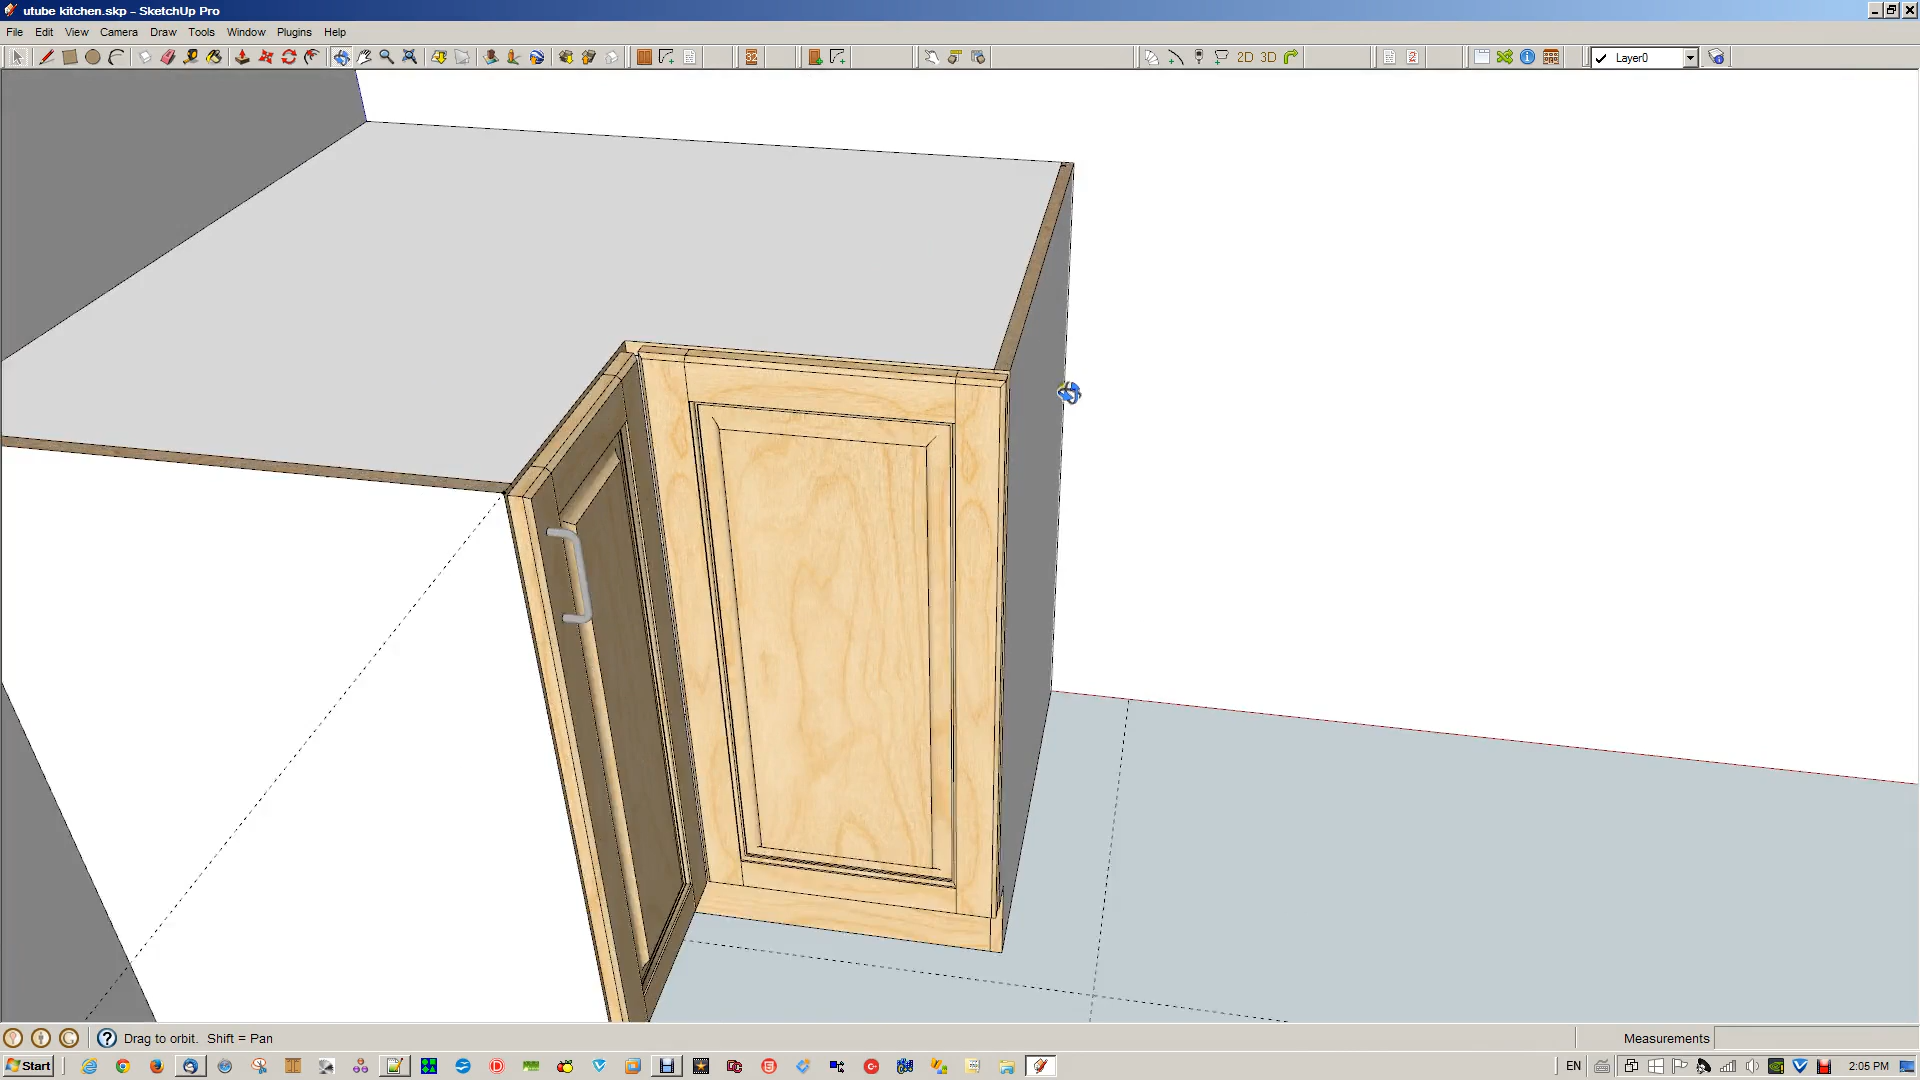 utube kitchen.skp - SketchUp Pro
File Edit View Camera Draw Tools Window Plugins Help
32 2D 3D Layer0
Drag to orbit. Shift = Pan
Measurements
Start EN 2:05 PM